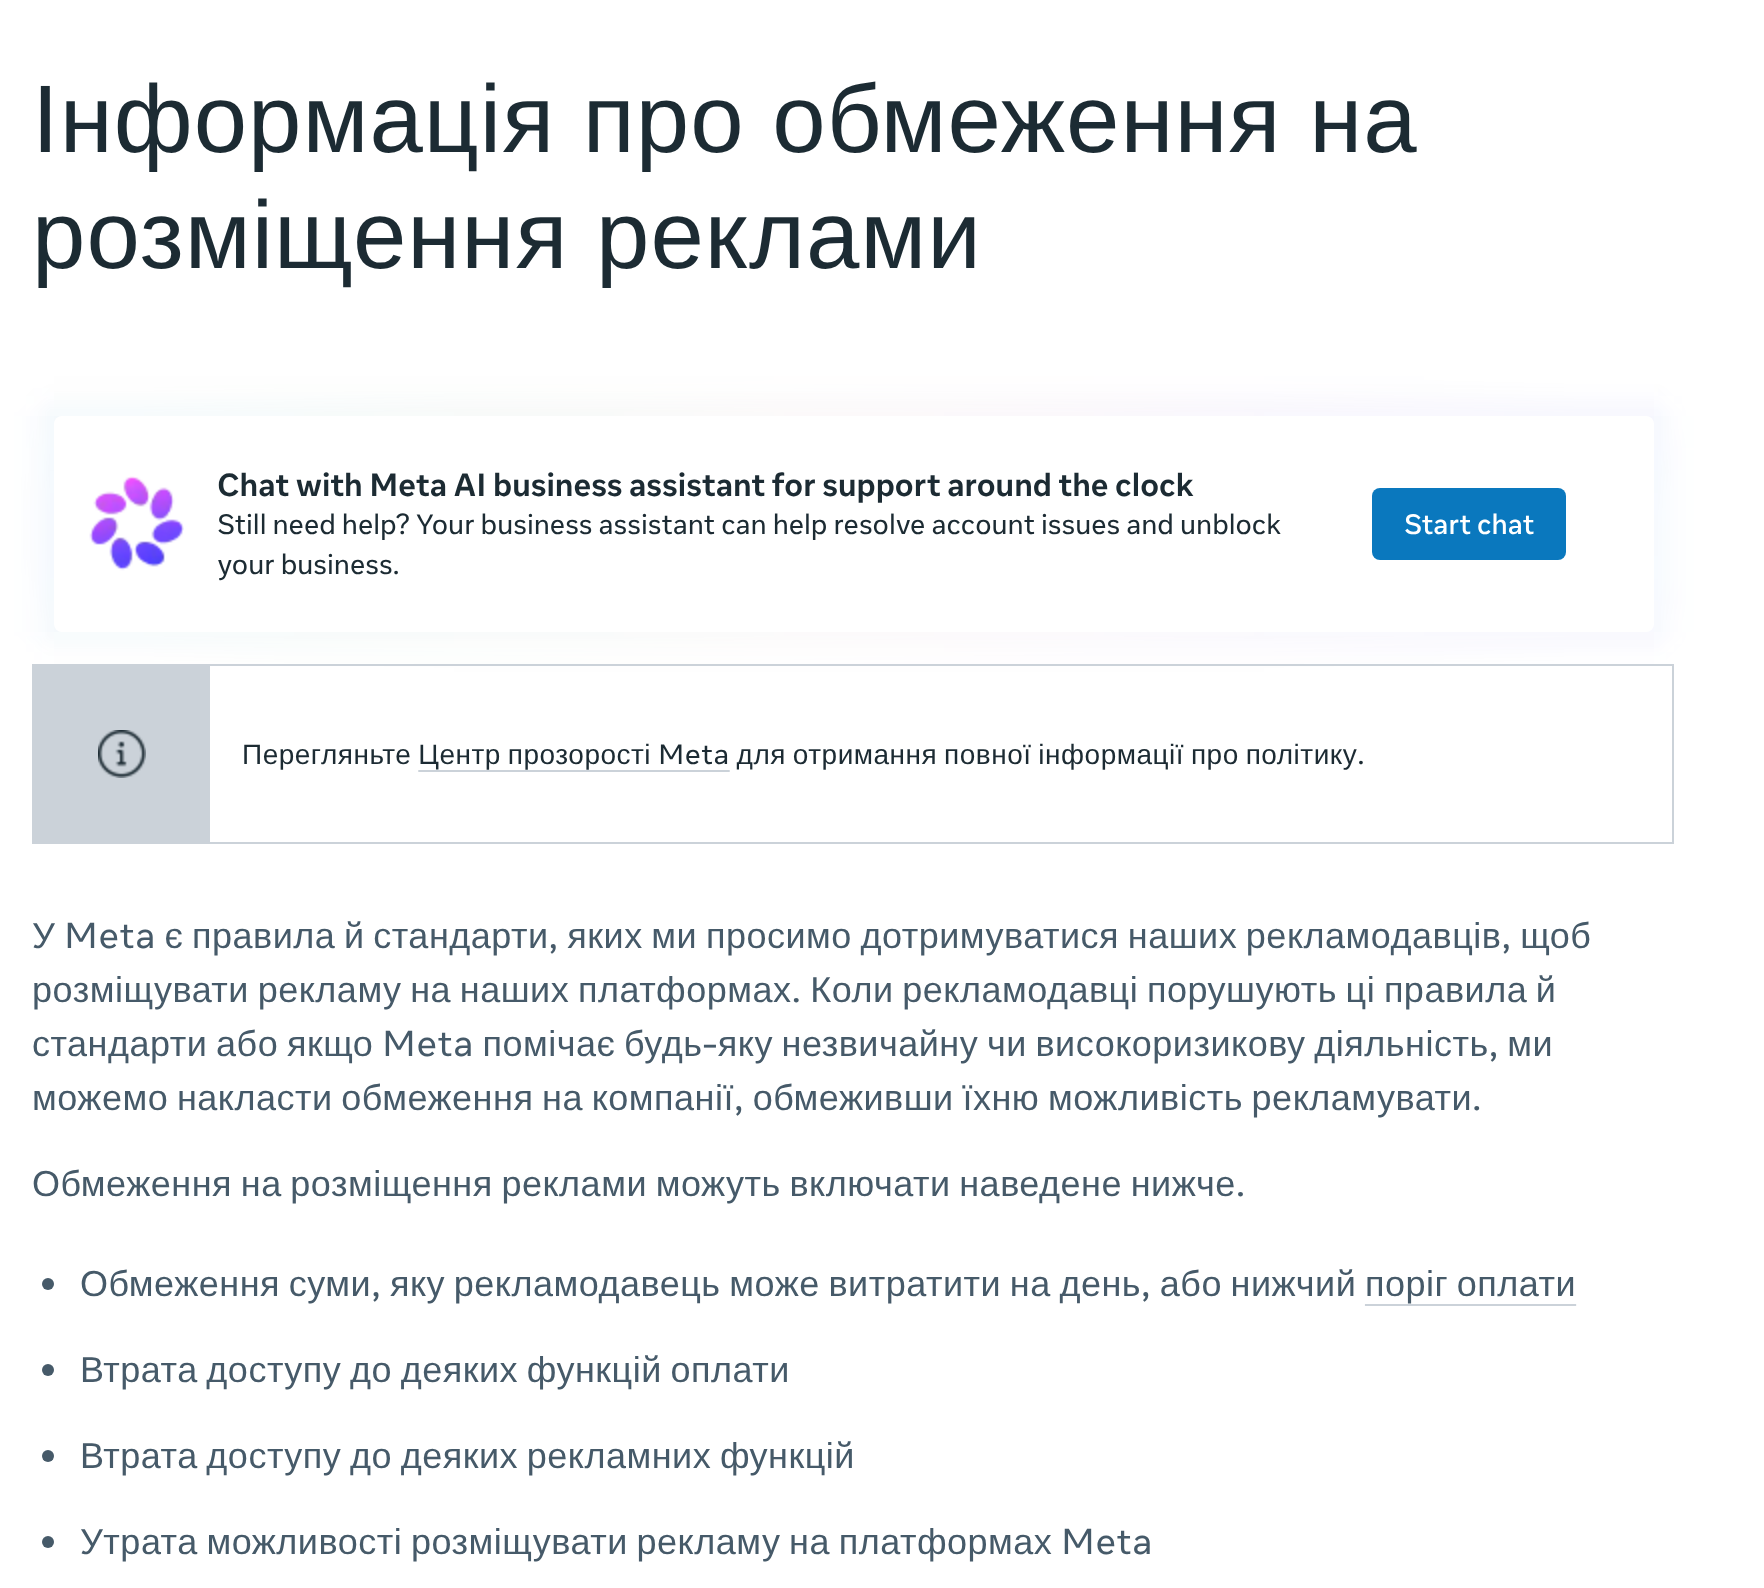 Інформація про обмеження на
розміщення реклами
Chat with Meta AI business assistant for support around the clock
Still need help? Your business assistant can help resolve account issues and unblock
your business.
Start chat
Перегляньте Центр прозорості Meta для отримання повної інформації про політику.
У Meta є правила й стандарти, яких ми просимо дотримуватися наших рекламодавців, щоб
розміщувати рекламу на наших платформах. Коли рекламодавці порушують ці правила й
стандарти або якщо Meta помічає будь-яку незвичайну чи високоризикову діяльність, ми
можемо накласти обмеження на компанії, обмеживши їхню можливість рекламувати.
Обмеження на розміщення реклами можуть включати наведене нижче.
• Обмеження суми, яку рекламодавець може витратити на день, або нижчий поріг оплати
• Втрата доступу до деяких функцій оплати
• Втрата доступу до деяких рекламних функцій
• Утрата можливості розміщувати рекламу на платформах Meta